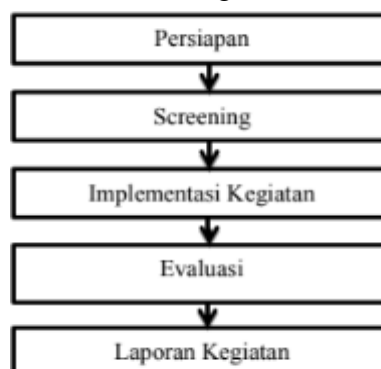 Persiapan
Screening
Implementasi Kegiatan
Evaluasi
Laporan Kegiatan